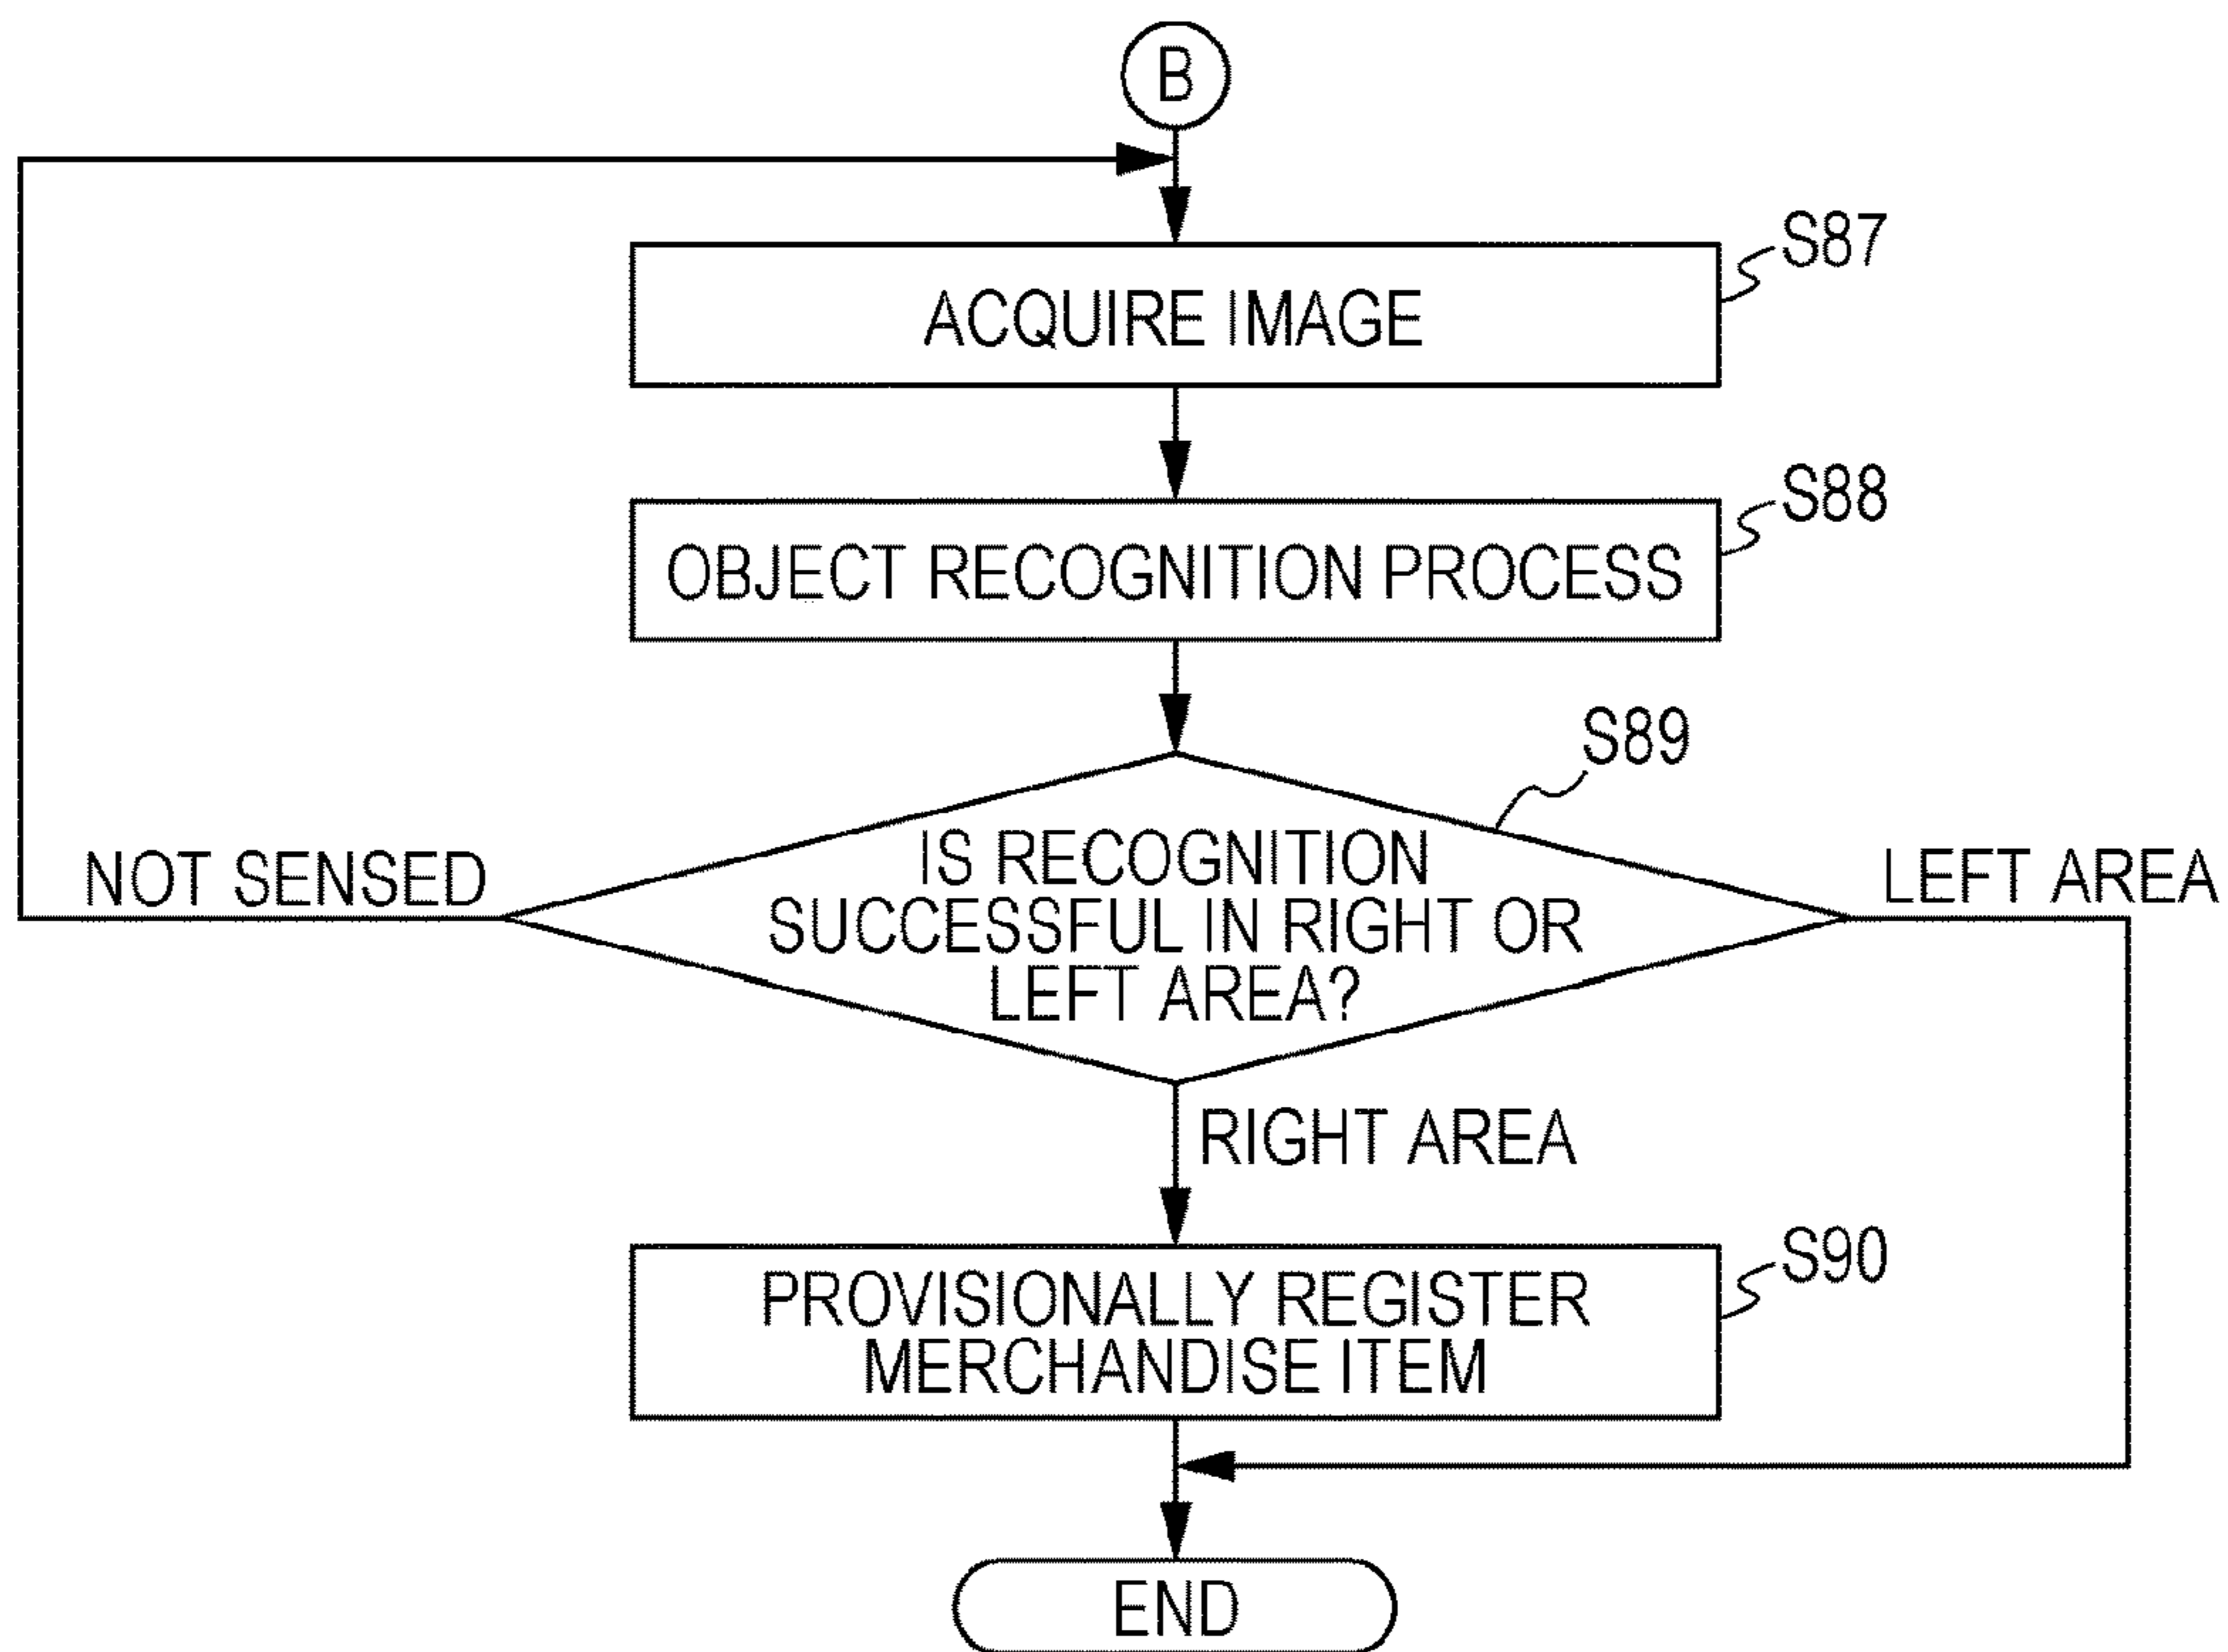 B
S87
ACQUIRE IMAGE
S88
OBJECT RECOGNITION PROCESS
S89
IS RECOGNITION
SUCCESSFUL IN RIGHT OR
LEFT AREA?
NOT SENSED
LEFT AREA
RIGHT AREA
S90
PROVISIONALLY REGISTER
MERCHANDISE ITEM
END